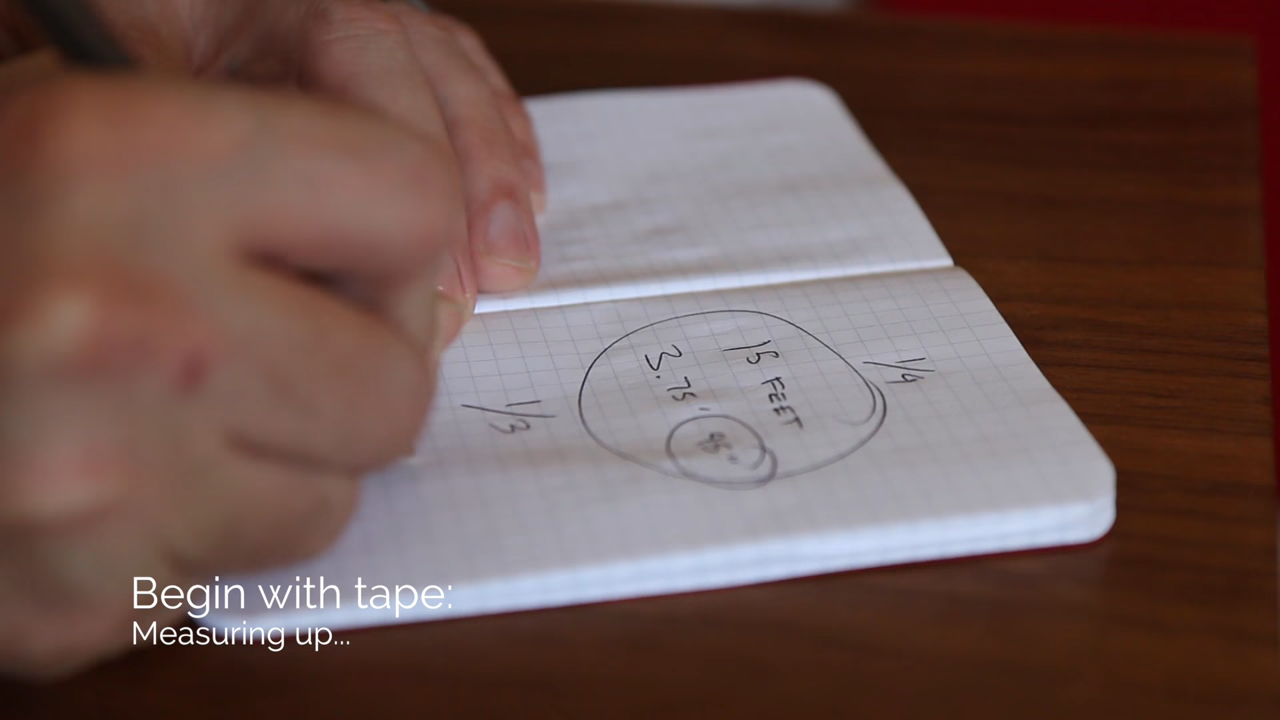 1/4
15 FEET
3.75'
1/3
Begin with tape:
Measuring up...